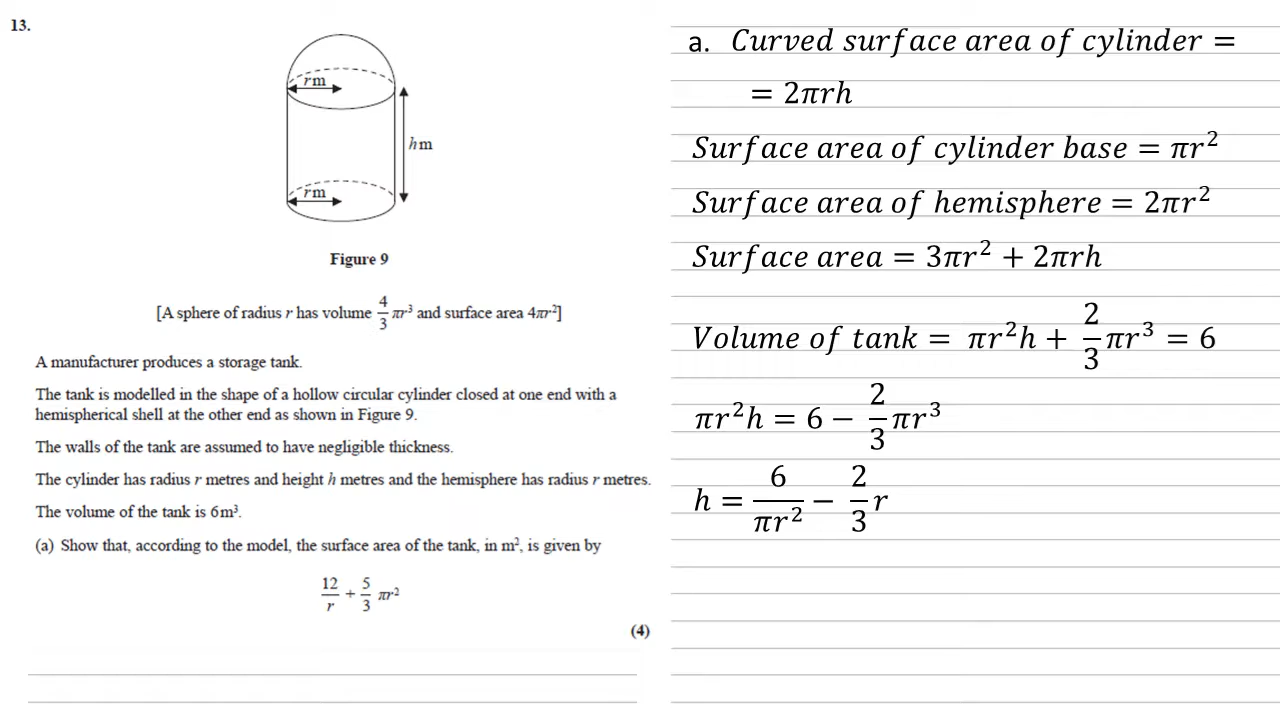 13.
r m
h m
r m
Figure 9
[A sphere of radius r has volume 4/3 πr³ and surface area 4πr²]
A manufacturer produces a storage tank.
The tank is modelled in the shape of a hollow circular cylinder closed at one end with a
hemispherical shell at the other end as shown in Figure 9.
The walls of the tank are assumed to have negligible thickness.
The cylinder has radius r metres and height h metres and the hemisphere has radius r metres.
The volume of the tank is 6 m³.
(a) Show that, according to the model, the surface area of the tank, in m², is given by
12/r + 5/3 πr²
(4)
a. Curved surface area of cylinder =
= 2πrh
Surface area of cylinder base = πr²
Surface area of hemisphere = 2πr²
Surface area = 3πr² + 2πrh
Volume of tank = πr²h + 2/3 πr³ = 6
πr²h = 6 − 2/3 πr³
h = 6/πr² − 2/3 r